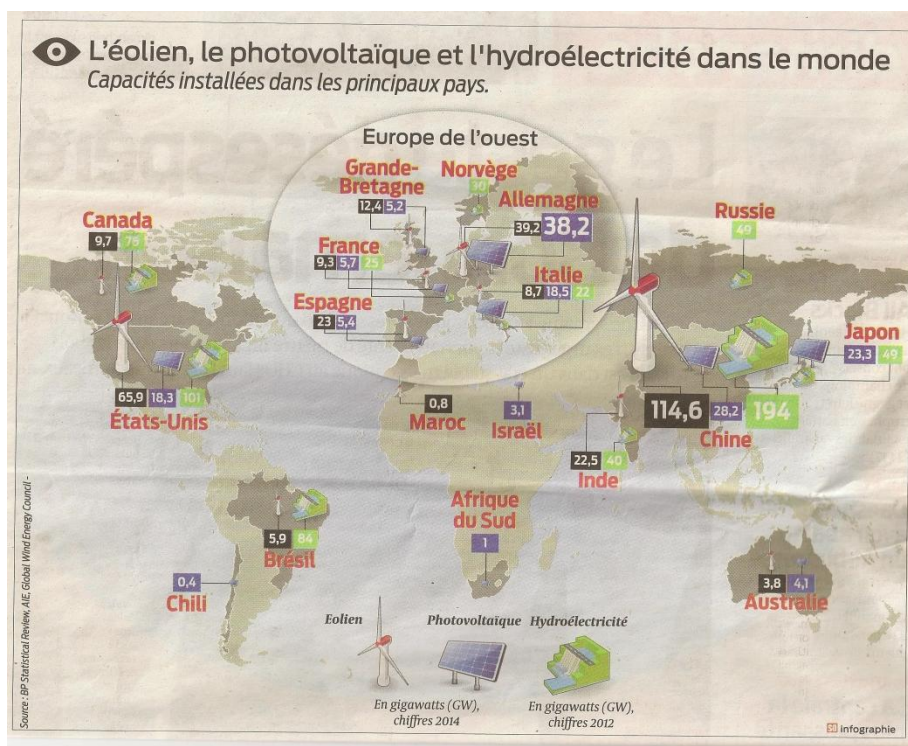 L'éolien, le photovoltaïque et l'hydroélectricité dans le monde
Capacités installées dans les principaux pays.
Europe de l'ouest
Grande-
Bretagne
12,4 5,2
Norvège
30
Allemagne
39,2 38,2
France
9,3 5,7 25
Italie
8,7 18,5 22
Espagne
23 5,4
Canada
9,7 76
Russie
49
Japon
23,3 49
65,9 18,3 101
États-Unis
0,8
Maroc
3,1
Israël
114,6 28,2 194
Chine
22,5 40
Inde
5,9 84
Brésil
Afrique
du Sud
1
0,4
Chili
3,8 4,1
Australie
Eolien
Photovoltaïque
Hydroélectricité
En gigawatts (GW),
chiffres 2014
En gigawatts (GW),
chiffres 2012
Source : BP Statistical Review, AIE, Global Wind Energy Council -
infographie